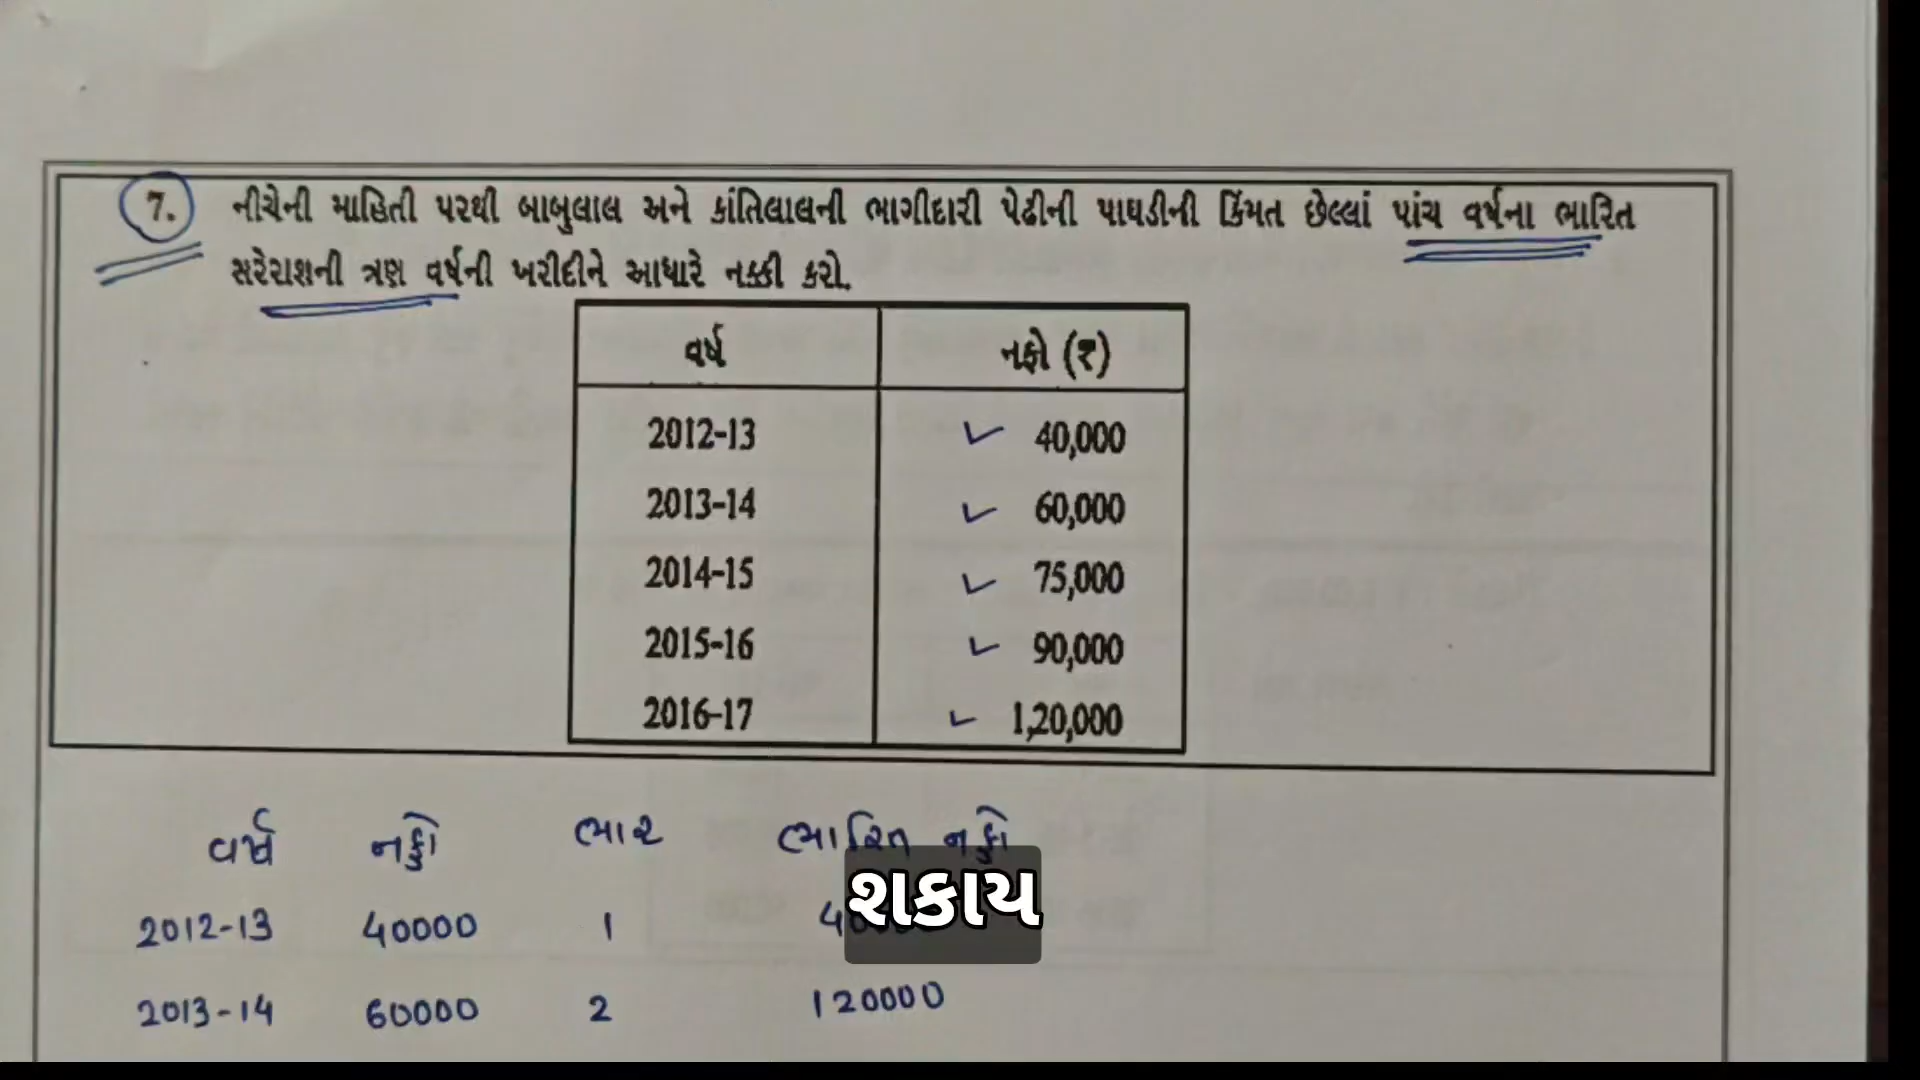 7. નીચેની માહિતી પરથી બાબુલાલ અને કાંતિલાલની ભાગીદારી પેઢીની પાઘડીની કિંમત છેલ્લાં પાંચ વર્ષના ભારિત
સરેરાશની ત્રણ વર્ષની ખરીદીને આધારે નક્કી કરો.
વર્ષ નફો (₹)
2012-13 40,000
2013-14 60,000
2014-15 75,000
2015-16 90,000
2016-17 1,20,000
વર્ષ નફો ભાર ભારિત નફો
2012-13 40000 1
શકાય
2013-14 60000 2 120000